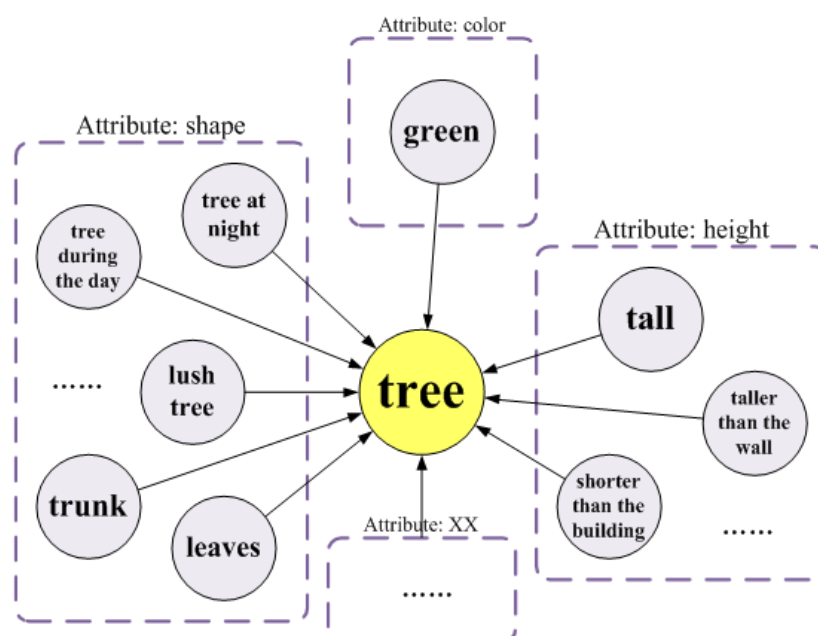 Attribute: color
green
Attribute: shape
tree at
night
tree
during
the day
......
lush
tree
trunk
leaves
tree
Attribute: height
tall
taller
than the
wall
shorter
than the
building
......
Attribute: XX
......